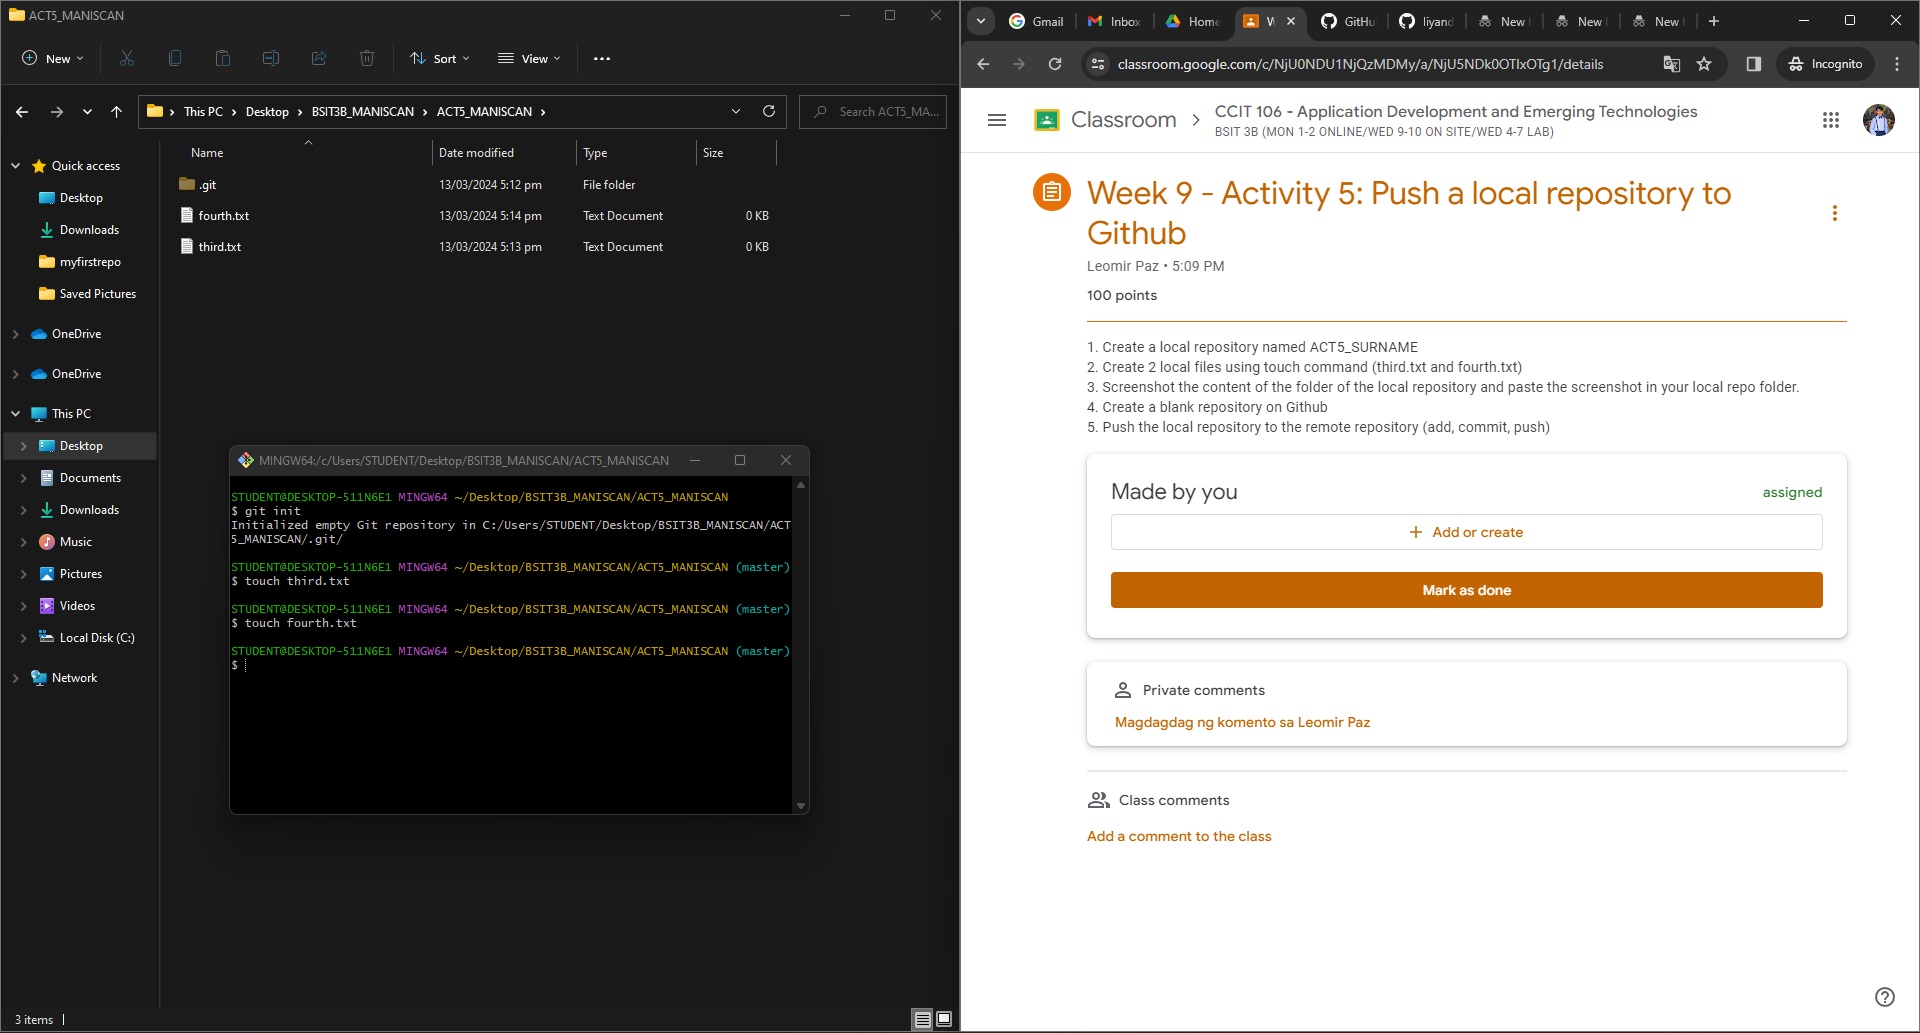 ACT5_MANISCAN
New
Sort
View
This PC > Desktop > BSIT3B_MANISCAN > ACT5_MANISCAN >
Search ACT5_MA...
Name Date modified Type Size
.git 13/03/2024 5:12 pm File folder
fourth.txt 13/03/2024 5:14 pm Text Document 0 KB
third.txt 13/03/2024 5:13 pm Text Document 0 KB
Quick access
Desktop
Downloads
myfirstrepo
Saved Pictures
OneDrive
OneDrive
This PC
Desktop
Documents
Downloads
Music
Pictures
Videos
Local Disk (C:)
Network
3 items
MINGW64:/c/Users/STUDENT/Desktop/BSIT3B_MANISCAN/ACT5_MANISCAN
STUDENT@DESKTOP-511N6E1 MINGW64 ~/Desktop/BSIT3B_MANISCAN/ACT5_MANISCAN
$ git init
Initialized empty Git repository in C:/Users/STUDENT/Desktop/BSIT3B_MANISCAN/ACT
5_MANISCAN/.git/
STUDENT@DESKTOP-511N6E1 MINGW64 ~/Desktop/BSIT3B_MANISCAN/ACT5_MANISCAN (master)
$ touch third.txt
STUDENT@DESKTOP-511N6E1 MINGW64 ~/Desktop/BSIT3B_MANISCAN/ACT5_MANISCAN (master)
$ touch fourth.txt
STUDENT@DESKTOP-511N6E1 MINGW64 ~/Desktop/BSIT3B_MANISCAN/ACT5_MANISCAN (master)
$
Gmail Inbox Home W GitHu liyand New New New
classroom.google.com/c/NjU0NDU1NjQzMDMy/a/NjU5NDk0OTIxOTg1/details
Incognito
Classroom > CCIT 106 - Application Development and Emerging Technologies
BSIT 3B (MON 1-2 ONLINE/WED 9-10 ON SITE/WED 4-7 LAB)
Week 9 - Activity 5: Push a local repository to
Github
Leomir Paz • 5:09 PM
100 points
1. Create a local repository named ACT5_SURNAME
2. Create 2 local files using touch command (third.txt and fourth.txt)
3. Screenshot the content of the folder of the local repository and paste the screenshot in your local repo folder.
4. Create a blank repository on Github
5. Push the local repository to the remote repository (add, commit, push)
Made by you assigned
+ Add or create
Mark as done
Private comments
Magdagdag ng komento sa Leomir Paz
Class comments
Add a comment to the class